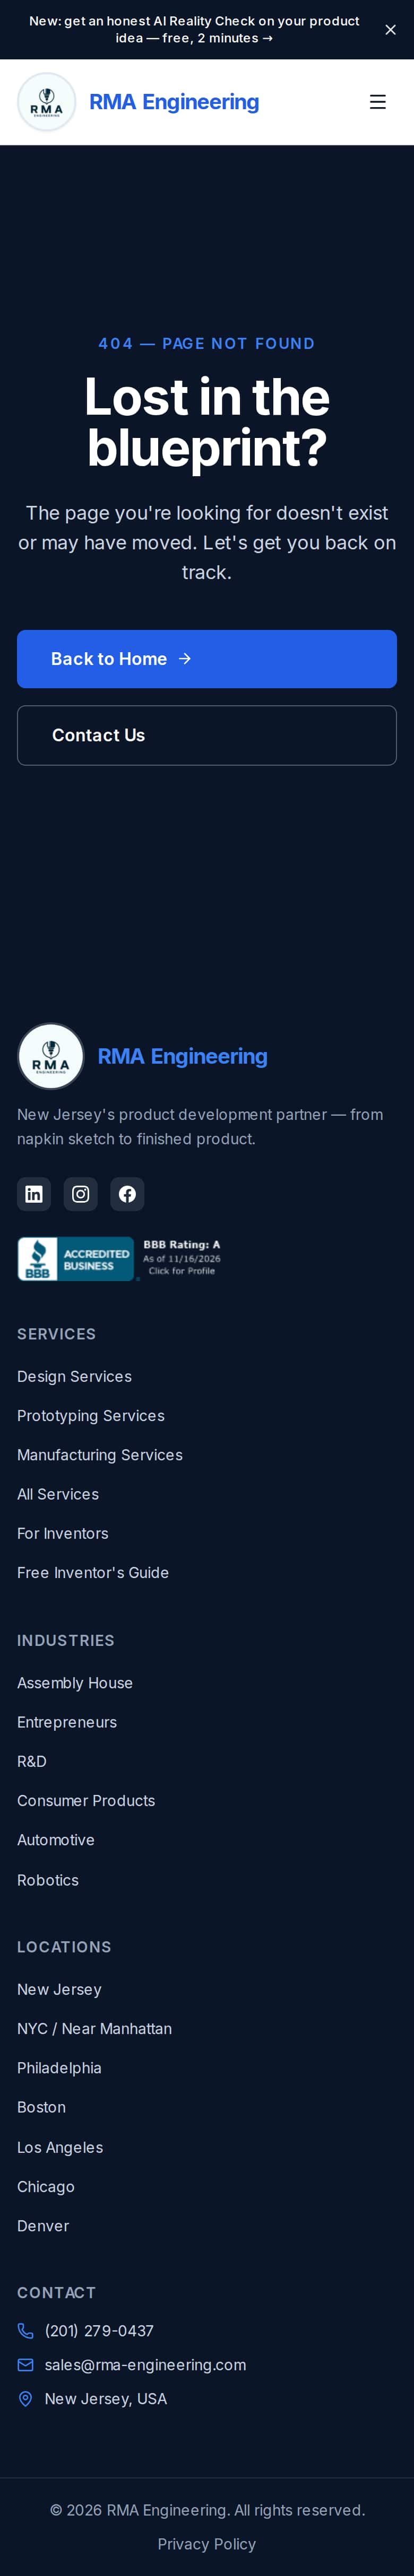 New: get an honest AI Reality Check on your product
idea — free, 2 minutes →
RMA
ENGINEERING
RMA Engineering
404 — PAGE NOT FOUND
Lost in the
blueprint?
The page you're looking for doesn't exist
or may have moved. Let's get you back on
track.
Back to Home →
Contact Us
RMA
ENGINEERING
RMA Engineering
New Jersey's product development partner — from
napkin sketch to finished product.
BBB
ACCREDITED
BUSINESS
BBB Rating: A
As of 11/16/2026
Click for Profile
SERVICES
Design Services
Prototyping Services
Manufacturing Services
All Services
For Inventors
Free Inventor's Guide
INDUSTRIES
Assembly House
Entrepreneurs
R&D
Consumer Products
Automotive
Robotics
LOCATIONS
New Jersey
NYC / Near Manhattan
Philadelphia
Boston
Los Angeles
Chicago
Denver
CONTACT
(201) 279-0437
sales@rma-engineering.com
New Jersey, USA
© 2026 RMA Engineering. All rights reserved.
Privacy Policy